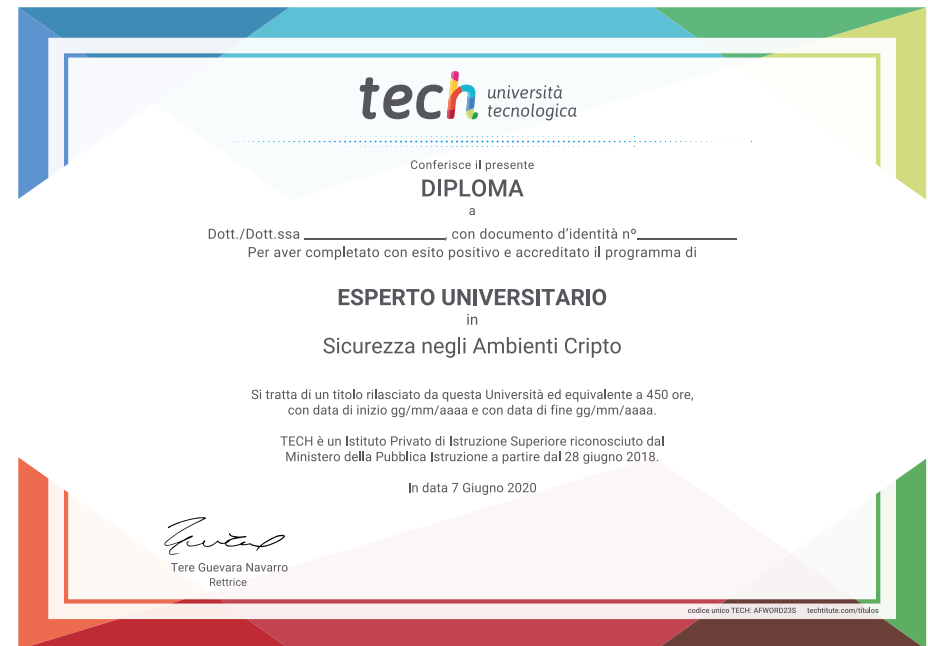 tech università
tecnologica
Conferisce il presente
DIPLOMA
a
Dott./Dott.ssa ____________________, con documento d'identità nº______________
Per aver completato con esito positivo e accreditato il programma di
ESPERTO UNIVERSITARIO
in
Sicurezza negli Ambienti Cripto
Si tratta di un titolo rilasciato da questa Università ed equivalente a 450 ore,
con data di inizio gg/mm/aaaa e con data di fine gg/mm/aaaa.
TECH è un Istituto Privato di Istruzione Superiore riconosciuto dal
Ministero della Pubblica Istruzione a partire dal 28 giugno 2018.
In data 7 Giugno 2020
Tere Guevara Navarro
Rettrice
codice unico TECH: AFWORD23S techtitute.com/titulos